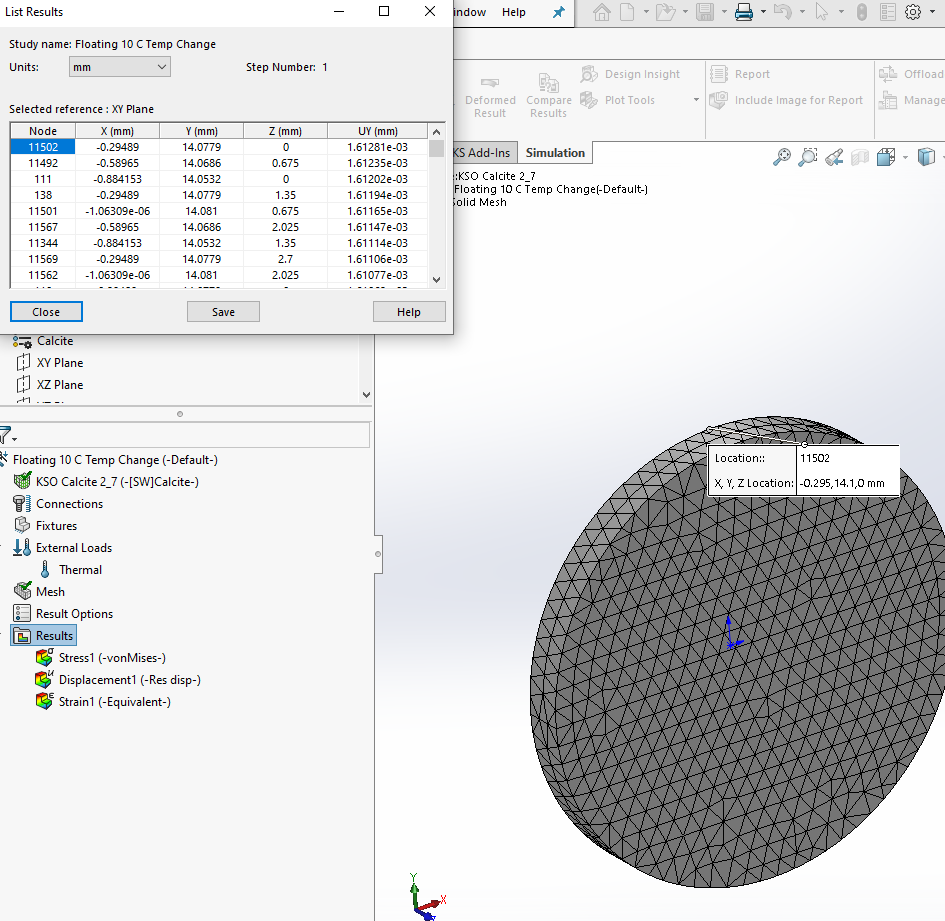 List Results
Study name: Floating 10 C Temp Change
Units: mm Step Number: 1
Selected reference : XY Plane
Node X (mm) Y (mm) Z (mm) UY (mm)
11502 -0.29489 14.0779 0 1.61281e-03
11492 -0.58965 14.0686 0.675 1.61235e-03
111 -0.884153 14.0532 0 1.61202e-03
138 -0.29489 14.0779 1.35 1.61194e-03
11501 -1.06309e-06 14.081 0.675 1.61165e-03
11567 -0.58965 14.0686 2.025 1.61147e-03
11344 -0.884153 14.0532 1.35 1.61114e-03
11569 -0.29489 14.0779 2.7 1.61106e-03
11562 -1.06309e-06 14.081 2.025 1.61077e-03
Close Save Help
indow Help
Design Insight
Deformed Result
Compare Results
Plot Tools
Report
Include Image for Report
Offload
Manage
KS Add-Ins Simulation
:KSO Calcite 2_7
Floating 10 C Temp Change(-Default-)
Solid Mesh
Calcite
XY Plane
XZ Plane
Floating 10 C Temp Change (-Default-)
KSO Calcite 2_7 (-[SW]Calcite-)
Connections
Fixtures
External Loads
Thermal
Mesh
Result Options
Results
Stress1 (-vonMises-)
Displacement1 (-Res disp-)
Strain1 (-Equivalent-)
Location:: 11502
X, Y, Z Location: -0.295,14.1,0 mm
Y
X